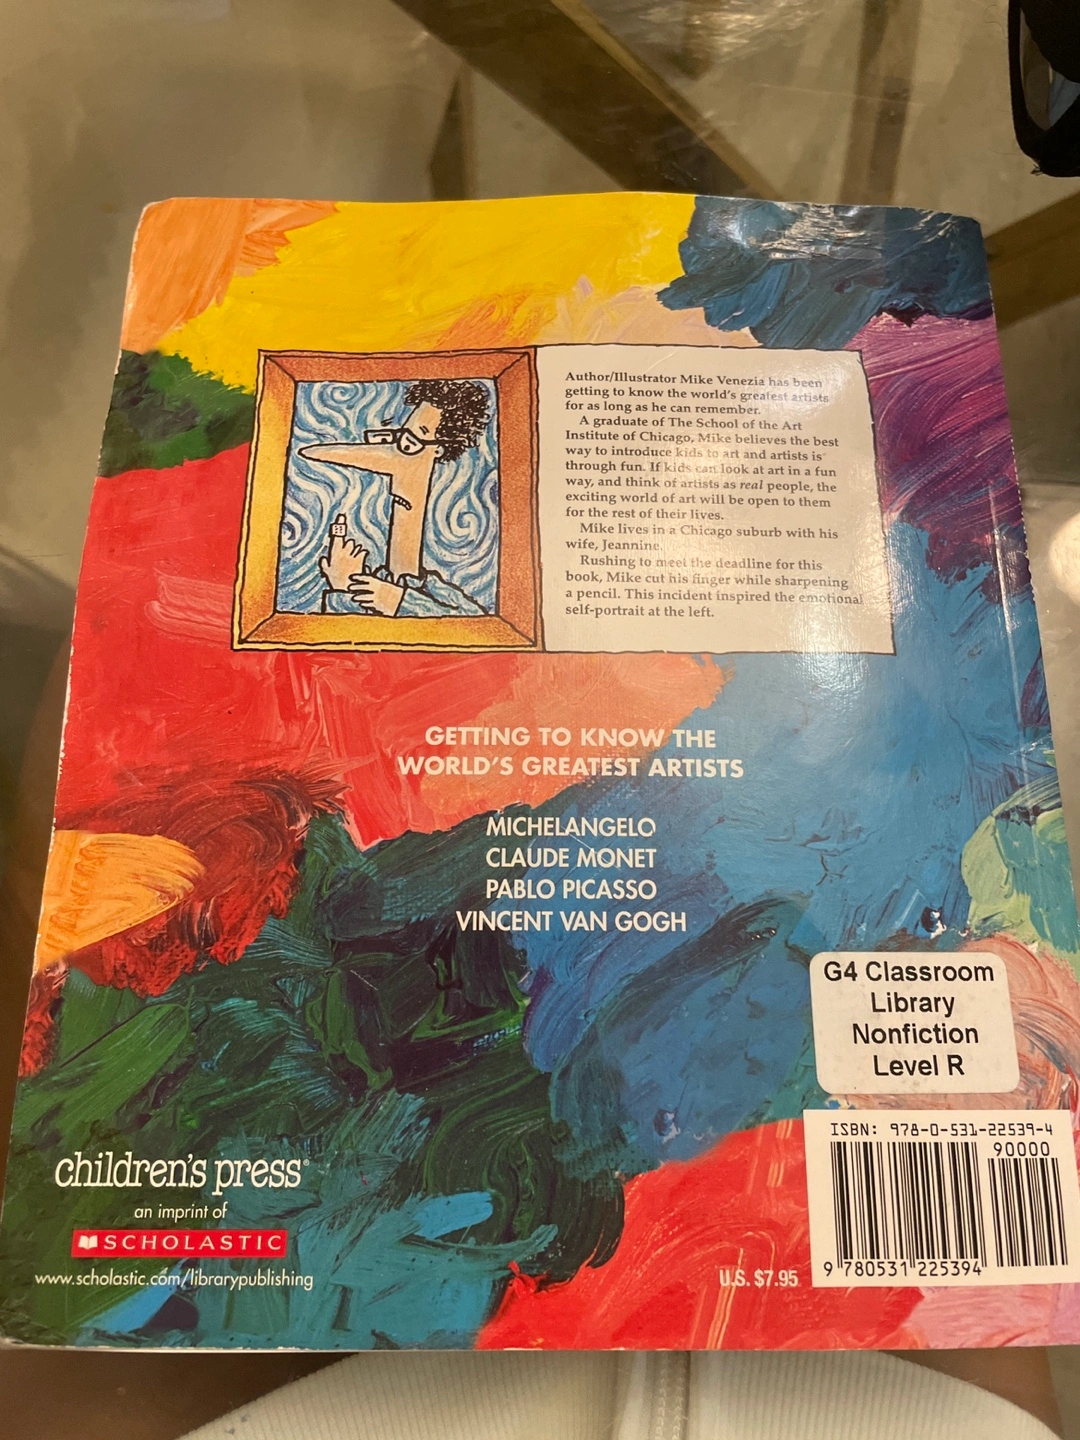 Author/Illustrator Mike Venezia has been
getting to know the world's greatest artists
for as long as he can remember.
A graduate of The School of the Art
Institute of Chicago, Mike believes the best
way to introduce kids to art and artists is
through fun. If kids can look at art in a fun
way, and think of artists as real people, the
exciting world of art will be open to them
for the rest of their lives.
Mike lives in a Chicago suburb with his
wife, Jeannine.
Rushing to meet the deadline for this
book, Mike cut his finger while sharpening
a pencil. This incident inspired the emotional
self-portrait at the left.
GETTING TO KNOW THE
WORLD'S GREATEST ARTISTS
MICHELANGELO
CLAUDE MONET
PABLO PICASSO
VINCENT VAN GOGH
G4 Classroom
Library
Nonfiction
Level R
ISBN: 978-0-531-22539-4
90000
9 780531 225394
U.S. $7.95
children's press®
an imprint of
SCHOLASTIC
www.scholastic.com/librarypublishing